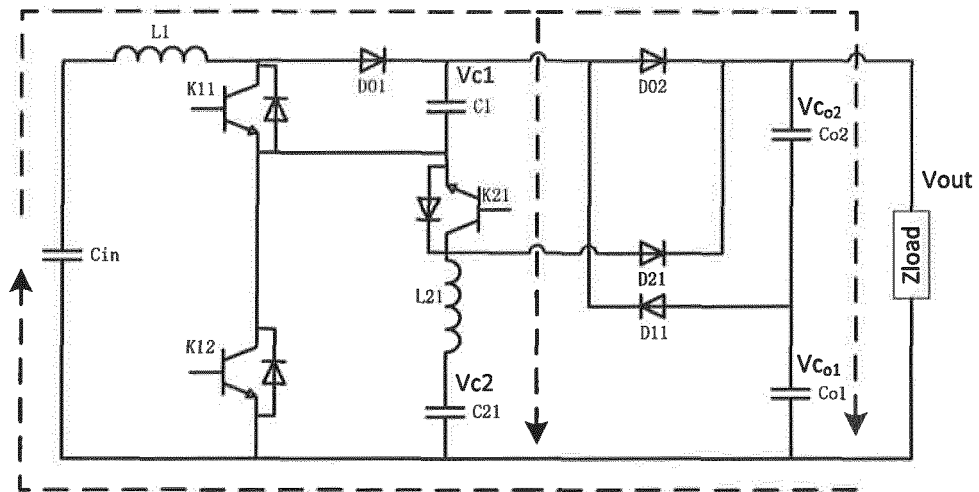 L1
K11
D01
Vc1
C1
D02
Vco2
Co2
Vout
K21
Cin
Zload
D21
L21
D11
K12
Vc2
C21
Vco1
Co1